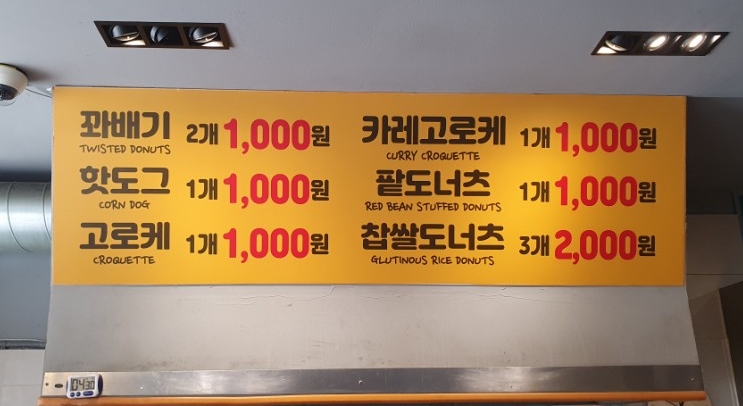 꽈배기 2개 1,000원
TWISTED DONUTS
핫도그 1개 1,000원
CORN DOG
고로케 1개 1,000원
CROQUETTE
카레고로케 1개 1,000원
CURRY CROQUETTE
팥도너츠 1개 1,000원
RED BEAN STUFFED DONUTS
찹쌀도너츠 3개 2,000원
GLUTINOUS RICE DONUTS